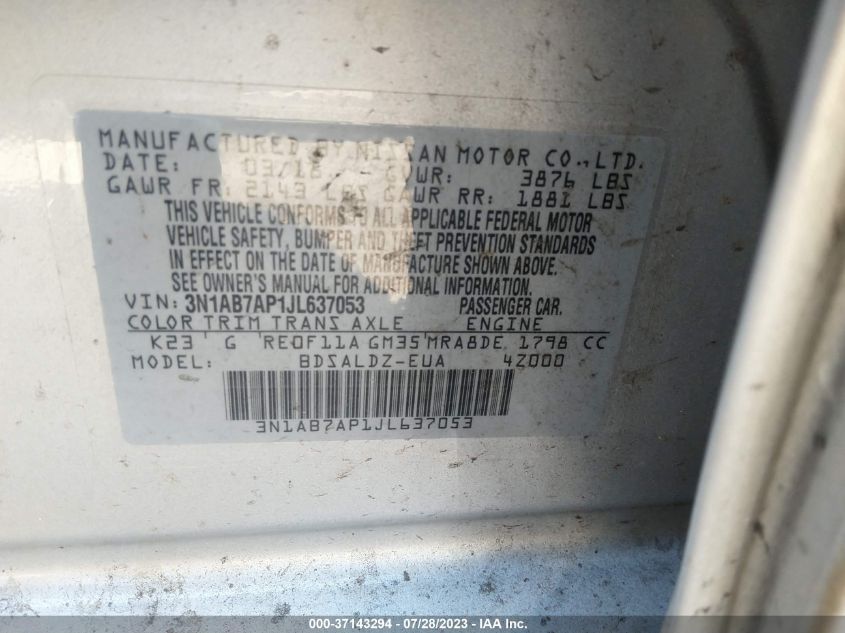 MANUFACTURED BY NISSAN MOTOR CO.,LTD.
DATE: 03/18 GVWR: 3876 LBS
GAWR FR: 2143 LBS GAWR RR: 1881 LBS
THIS VEHICLE CONFORMS TO ALL APPLICABLE FEDERAL MOTOR
VEHICLE SAFETY, BUMPER AND THEFT PREVENTION STANDARDS
IN EFFECT ON THE DATE OF MANUFACTURE SHOWN ABOVE.
SEE OWNER'S MANUAL FOR ADDITIONAL INFORMATION.
VIN: 3N1AB7AP1JL637053 PASSENGER CAR.
COLOR TRIM TRANS AXLE ENGINE
K23 G RE0F11A GM35 MRA8DE 1798 CC
MODEL: BDSALDZ-EUA 42000
3N1AB7AP1JL637053
000-37143294 - 07/28/2023 - IAA Inc.